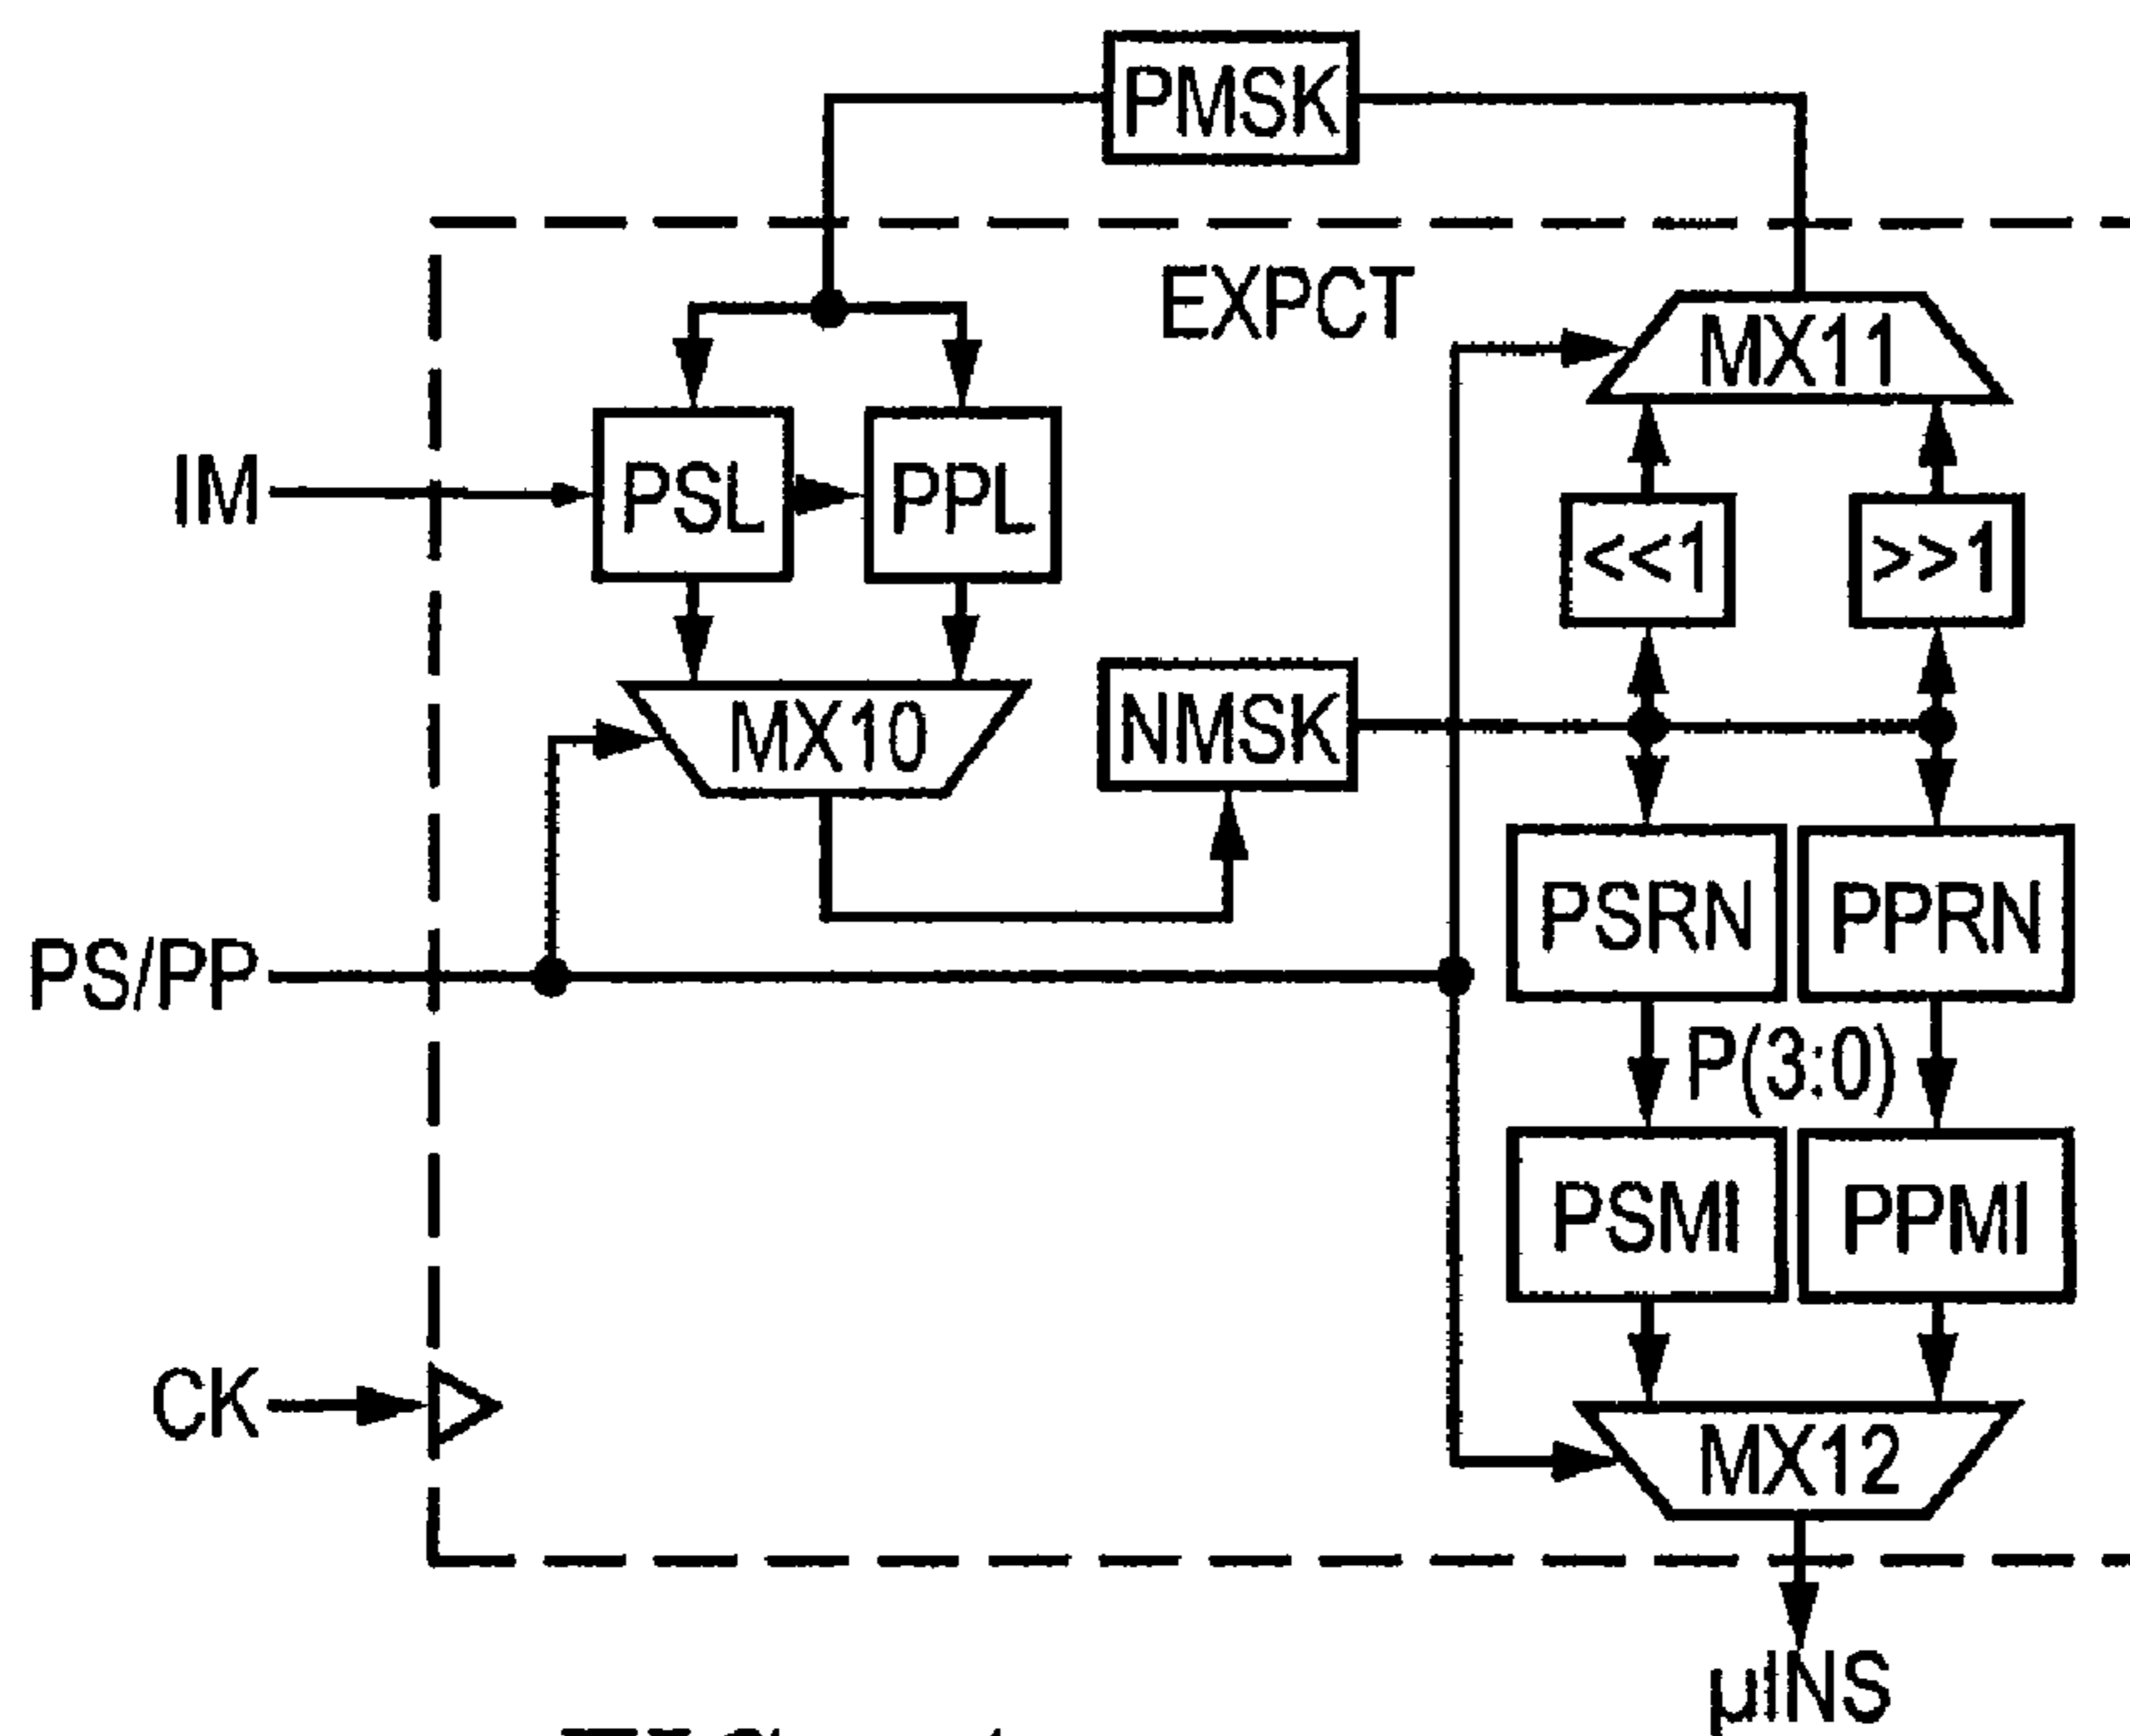 PMSK
EXPCT
MX11
IM
PSL
PPL
<<1
>>1
MX10
NMSK
PSRN
PPRN
PS/PP
P(3:0)
PSMI
PPMI
CK
MX12
µINS